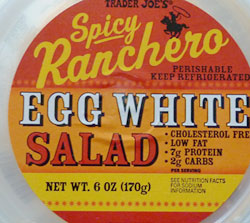 TRADER JOE'S
Spicy
Ranchero
PERISHABLE
KEEP REFRIGERATED
EGG WHITE
SALAD
• CHOLESTEROL FRE
• LOW FAT
• 7g PROTEIN
• 2g CARBS
PER SERVING
SEE NUTRITION FACTS
FOR SODIUM
INFORMATION
NET WT. 6 OZ (170g)